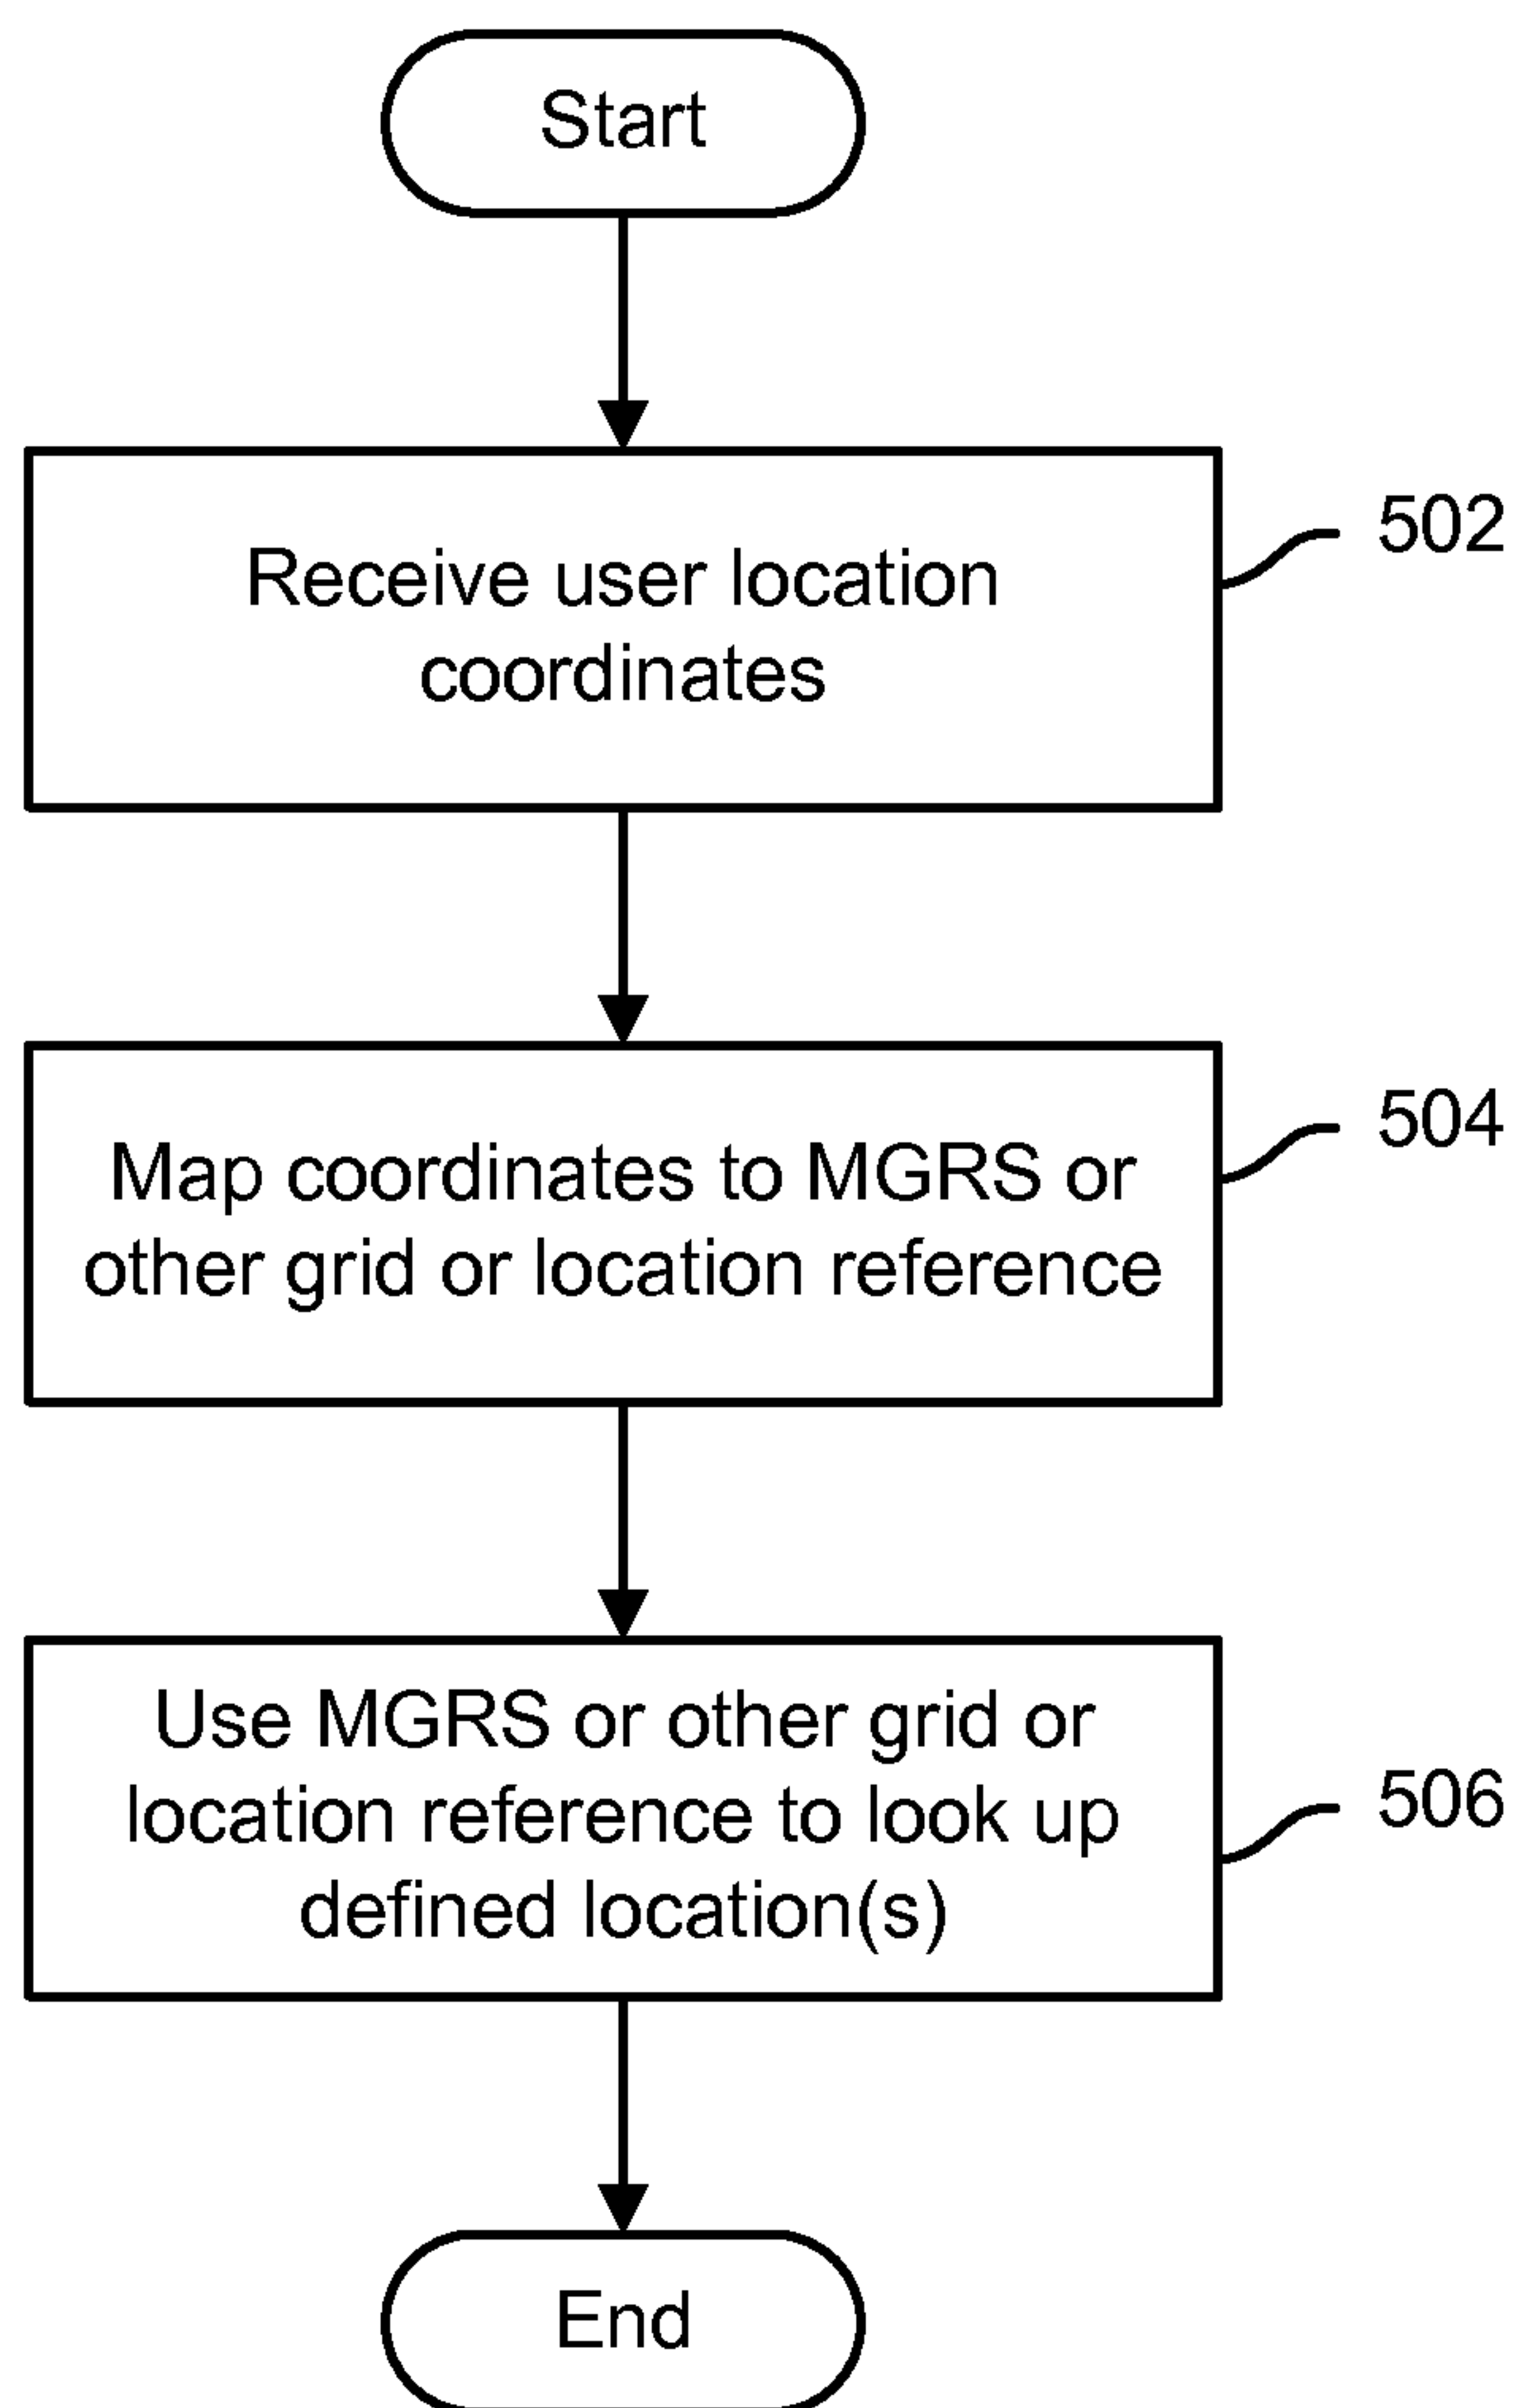 Start
Receive user location
coordinates
502
Map coordinates to MGRS or
other grid or location reference
504
Use MGRS or other grid or
location reference to look up
defined location(s)
506
End